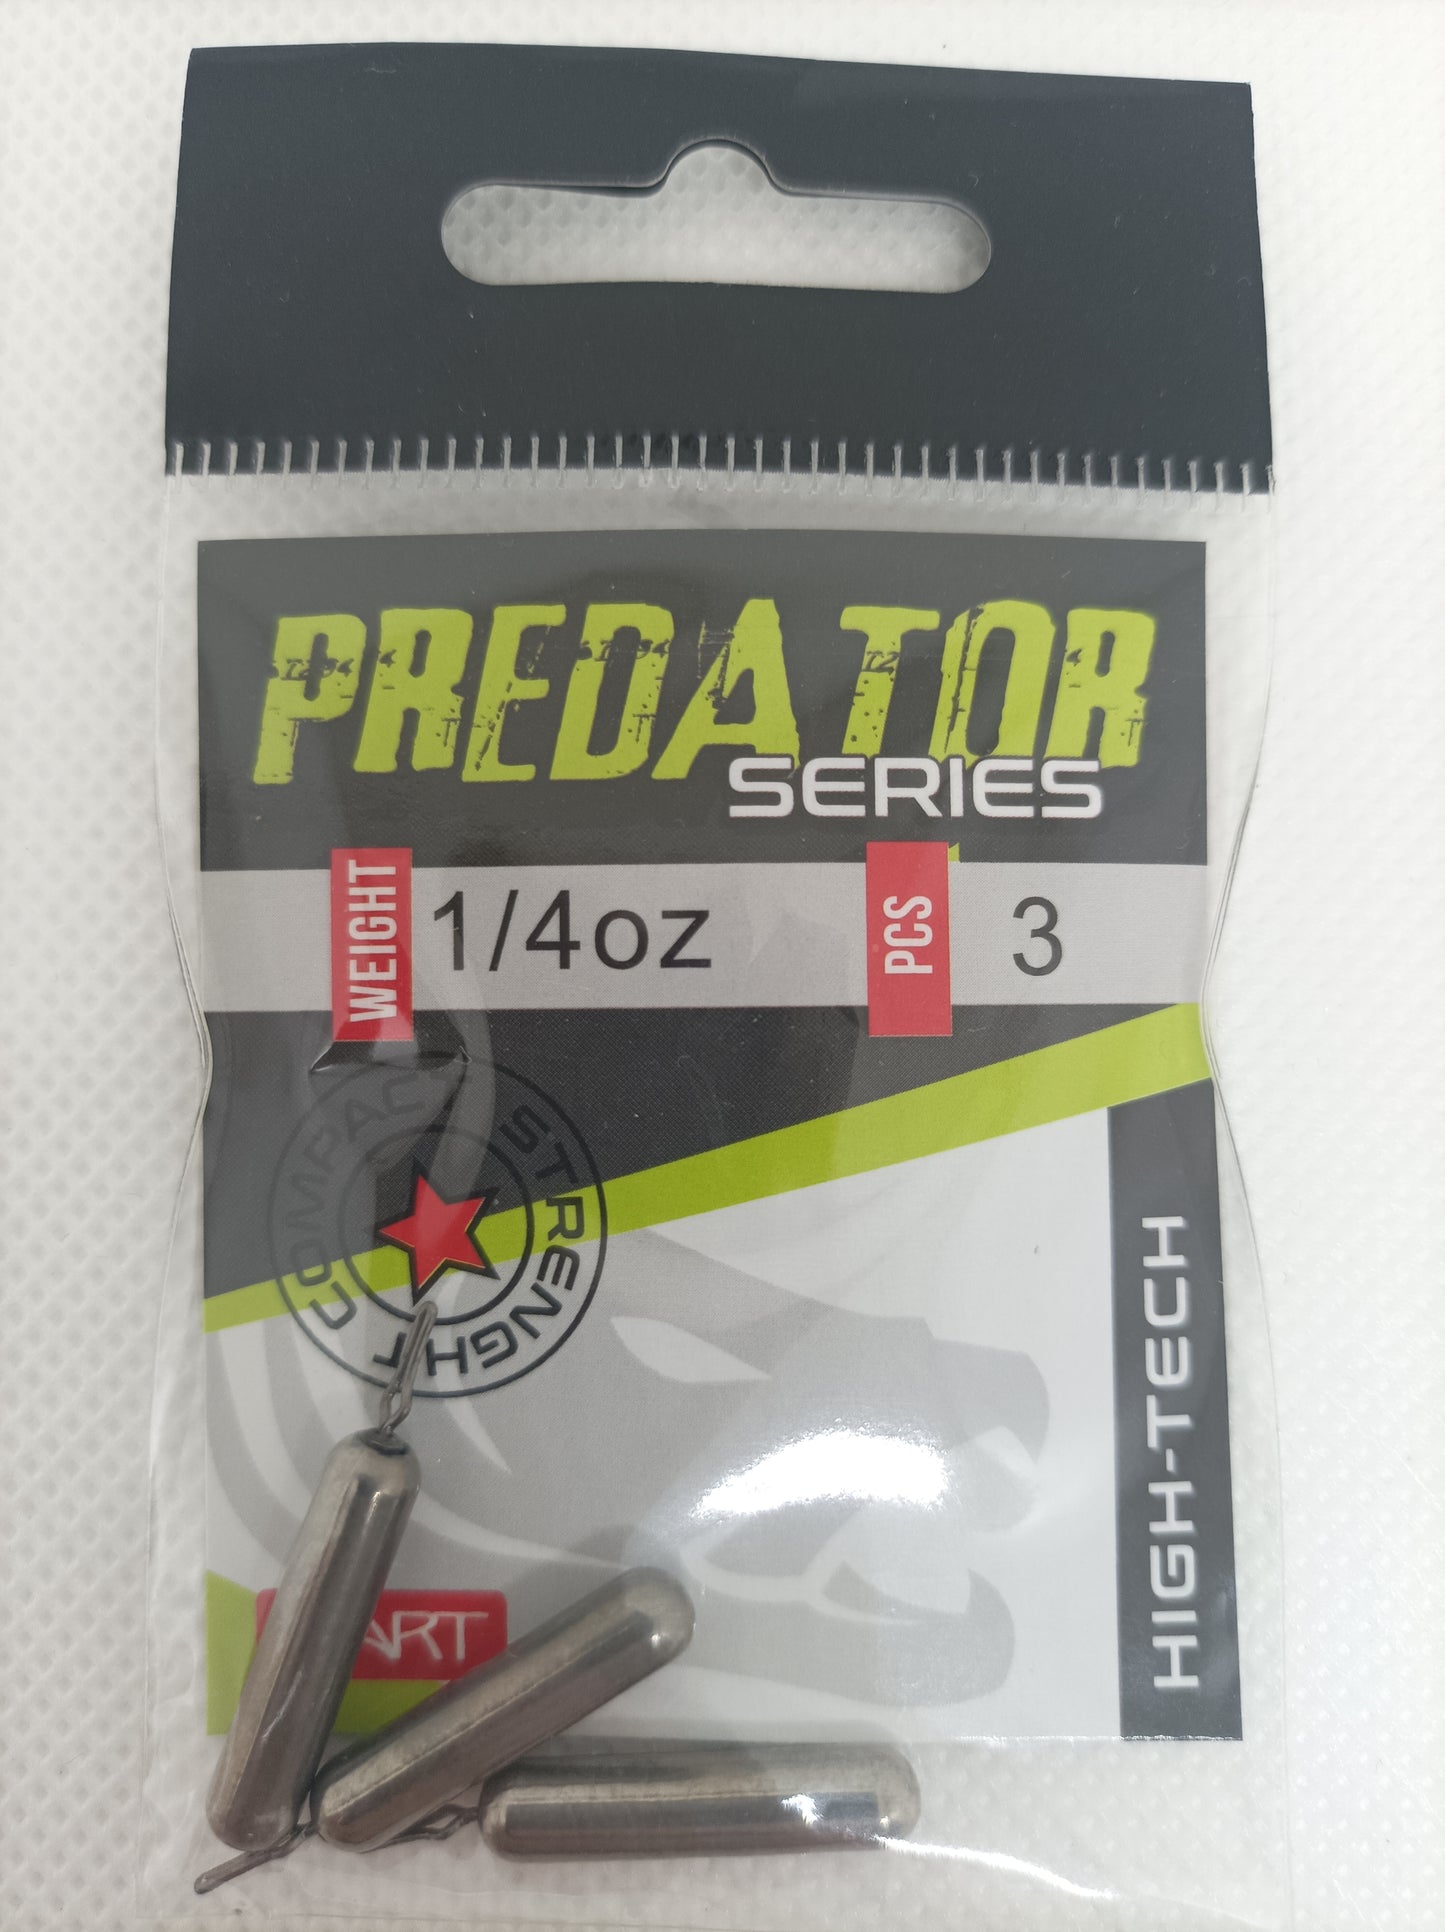 PREDATOR
SERIES
WEIGHT 1/4oz PCS 3
COMPACT STRENGHT
HIGH-TECH